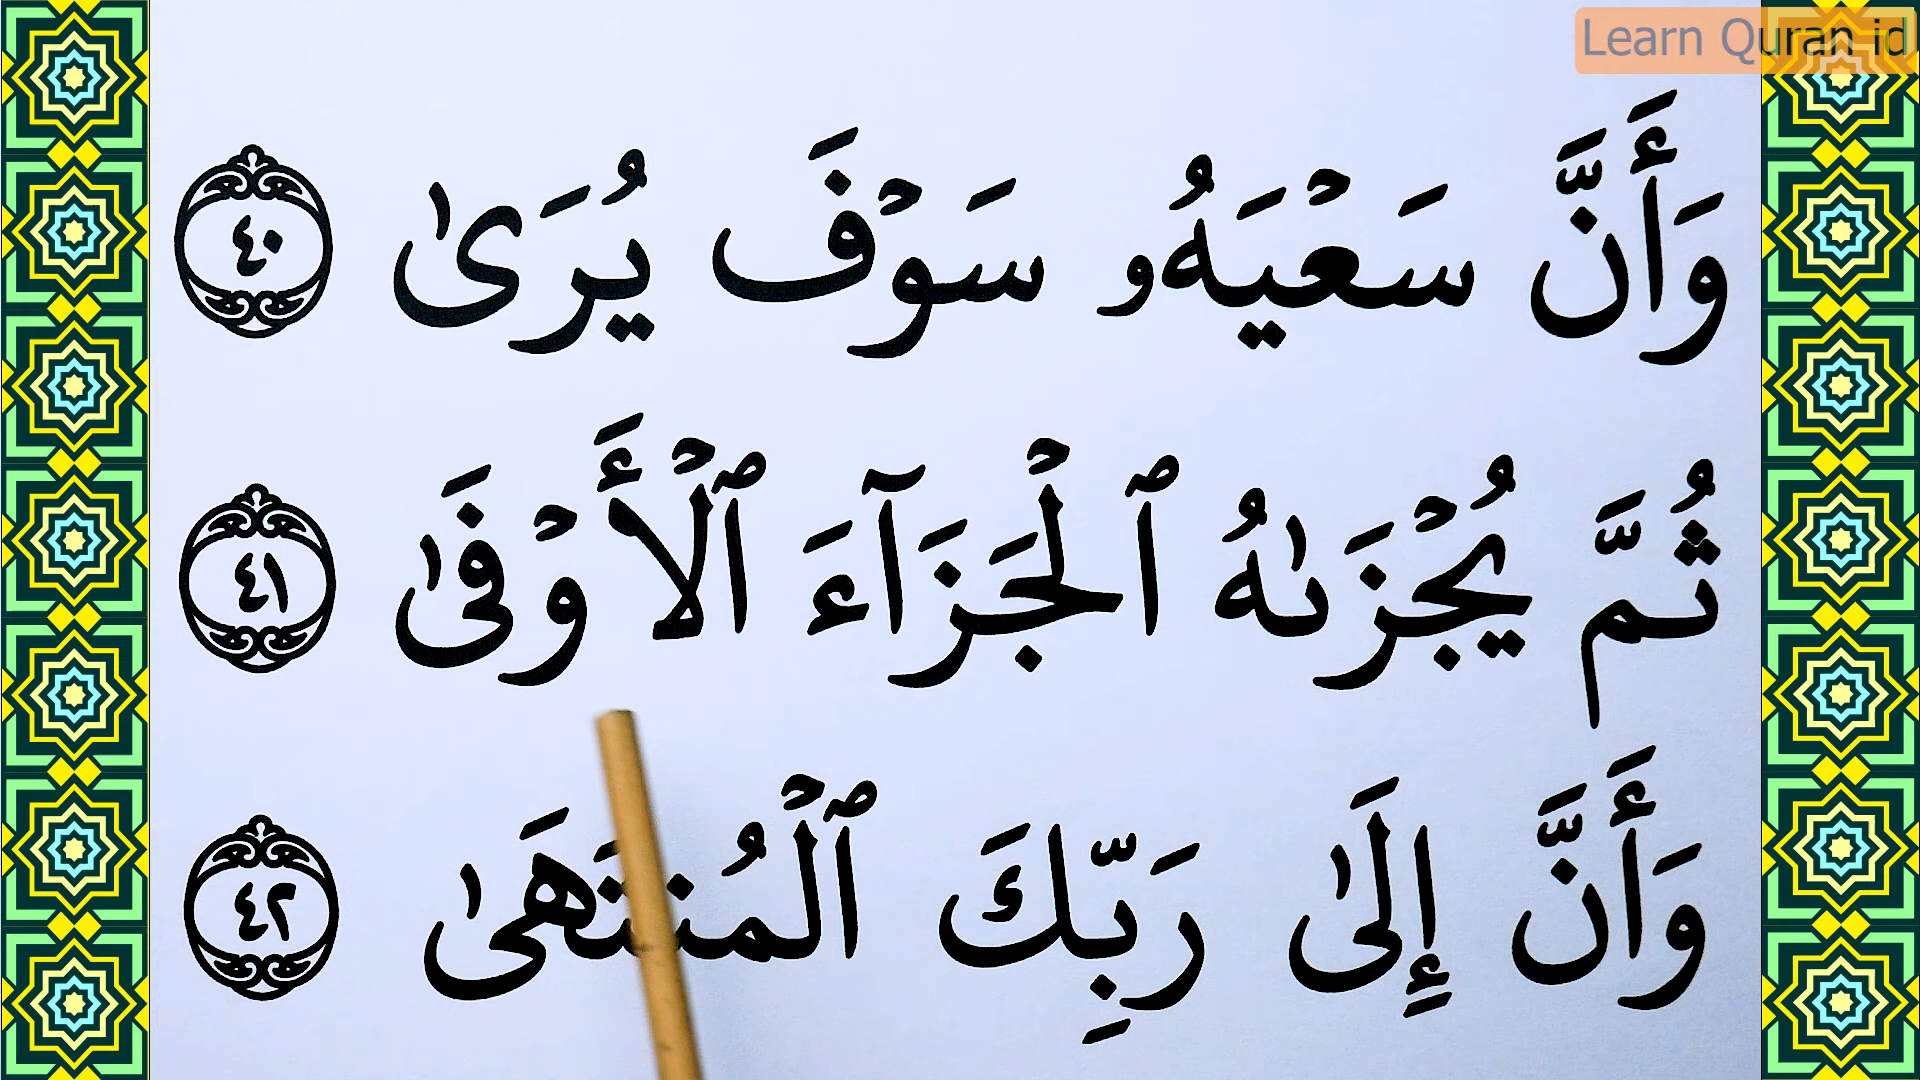 Learn Quran id
وَأَنَّ سَعْيَهُۥ سَوْفَ يُرَىٰ ٤٠
ثُمَّ يُجْزَىٰهُ ٱلْجَزَآءَ ٱلْأَوْفَىٰ ٤١
وَأَنَّ إِلَىٰ رَبِّكَ ٱلْمُنتَهَىٰ ٤٢